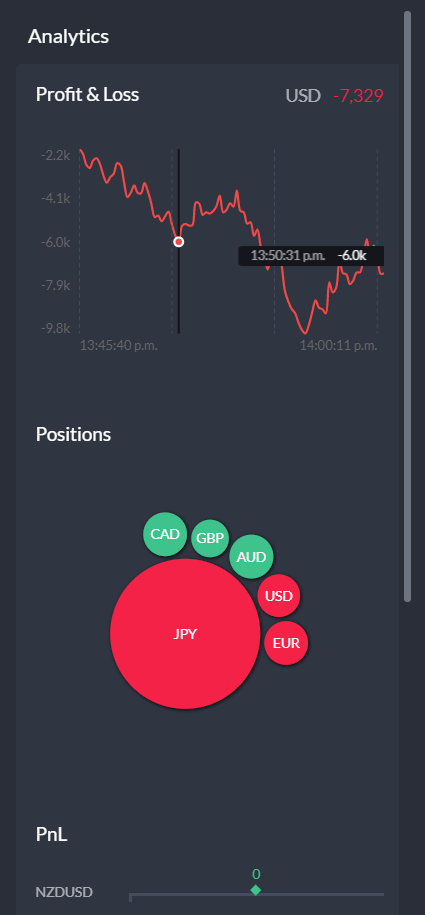 Analytics
Profit & Loss USD -7,329
-2.2k
-4.1k
-6.0k
13:50:31 p.m. -6.0k
-7.9k
-9.8k
13:45:40 p.m. 14:00:11 p.m.
Positions
CAD GBP AUD
USD
JPY EUR
PnL
0
NZDUSD